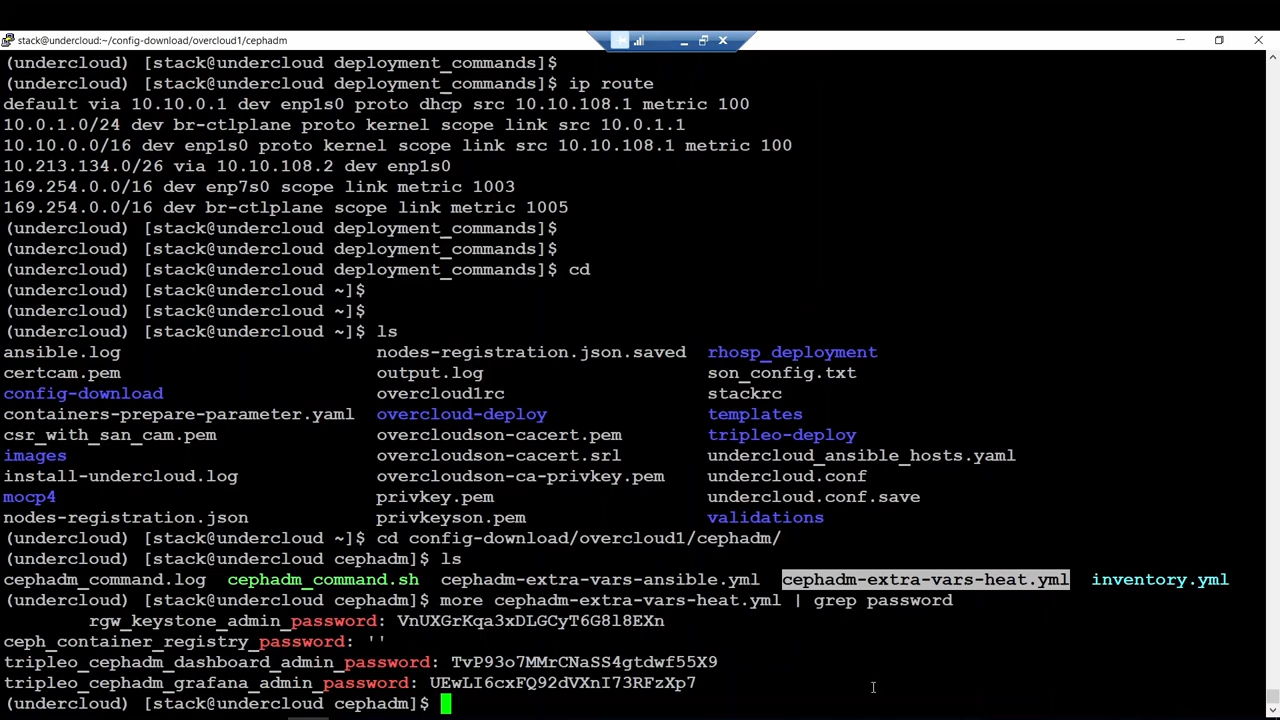 stack@undercloud:~/config-download/overcloud1/cephadm
(undercloud) [stack@undercloud deployment_commands]$
(undercloud) [stack@undercloud deployment_commands]$ ip route
default via 10.10.0.1 dev enp1s0 proto dhcp src 10.10.108.1 metric 100
10.0.1.0/24 dev br-ctlplane proto kernel scope link src 10.0.1.1
10.10.0.0/16 dev enp1s0 proto kernel scope link src 10.10.108.1 metric 100
10.213.134.0/26 via 10.10.108.2 dev enp1s0
169.254.0.0/16 dev enp7s0 scope link metric 1003
169.254.0.0/16 dev br-ctlplane scope link metric 1005
(undercloud) [stack@undercloud deployment_commands]$
(undercloud) [stack@undercloud deployment_commands]$
(undercloud) [stack@undercloud deployment_commands]$ cd
(undercloud) [stack@undercloud ~]$
(undercloud) [stack@undercloud ~]$
(undercloud) [stack@undercloud ~]$ ls
ansible.log nodes-registration.json.saved rhosp_deployment
certcam.pem output.log son_config.txt
config-download overcloud1rc stackrc
containers-prepare-parameter.yaml overcloud-deploy templates
csr_with_san_cam.pem overcloudson-cacert.pem tripleo-deploy
images overcloudson-cacert.srl undercloud_ansible_hosts.yaml
install-undercloud.log overcloudson-ca-privkey.pem undercloud.conf
mocp4 privkey.pem undercloud.conf.save
nodes-registration.json privkeyson.pem validations
(undercloud) [stack@undercloud ~]$ cd config-download/overcloud1/cephadm/
(undercloud) [stack@undercloud cephadm]$ ls
cephadm_command.log cephadm_command.sh cephadm-extra-vars-ansible.yml cephadm-extra-vars-heat.yml inventory.yml
(undercloud) [stack@undercloud cephadm]$ more cephadm-extra-vars-heat.yml | grep password
rgw_keystone_admin_password: VnUXGrKqa3xDLGCyT6G8l8EXn
ceph_container_registry_password: ''
tripleo_cephadm_dashboard_admin_password: TvP93o7MMrCNaSS4gtdwf55X9
tripleo_cephadm_grafana_admin_password: UEwLI6cxFQ92dVXnI73RFzXp7
(undercloud) [stack@undercloud cephadm]$